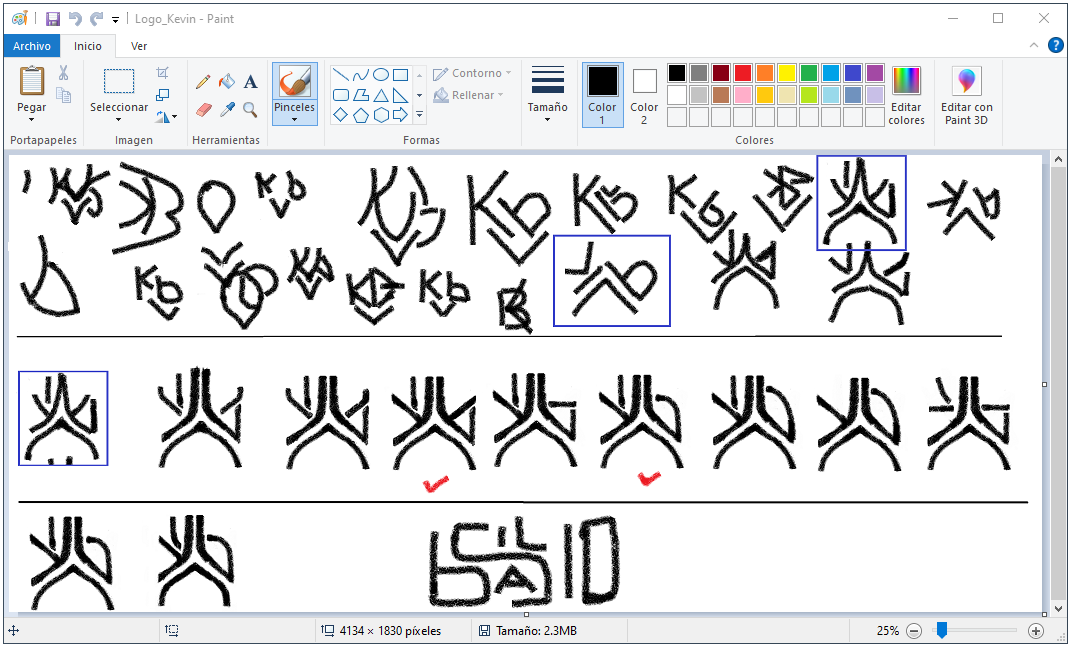 Logo_Kevin - Paint
Archivo Inicio Ver
Pegar
Seleccionar
A
Pinceles
Contorno
Rellenar
Tamaño
Color 1
Color 2
Editar colores
Editar con Paint 3D
Portapapeles Imagen Herramientas Formas Colores
Kb
Kb
Kb
Kb
Kb
Kb
4134 × 1830 píxeles Tamaño: 2.3MB 25%